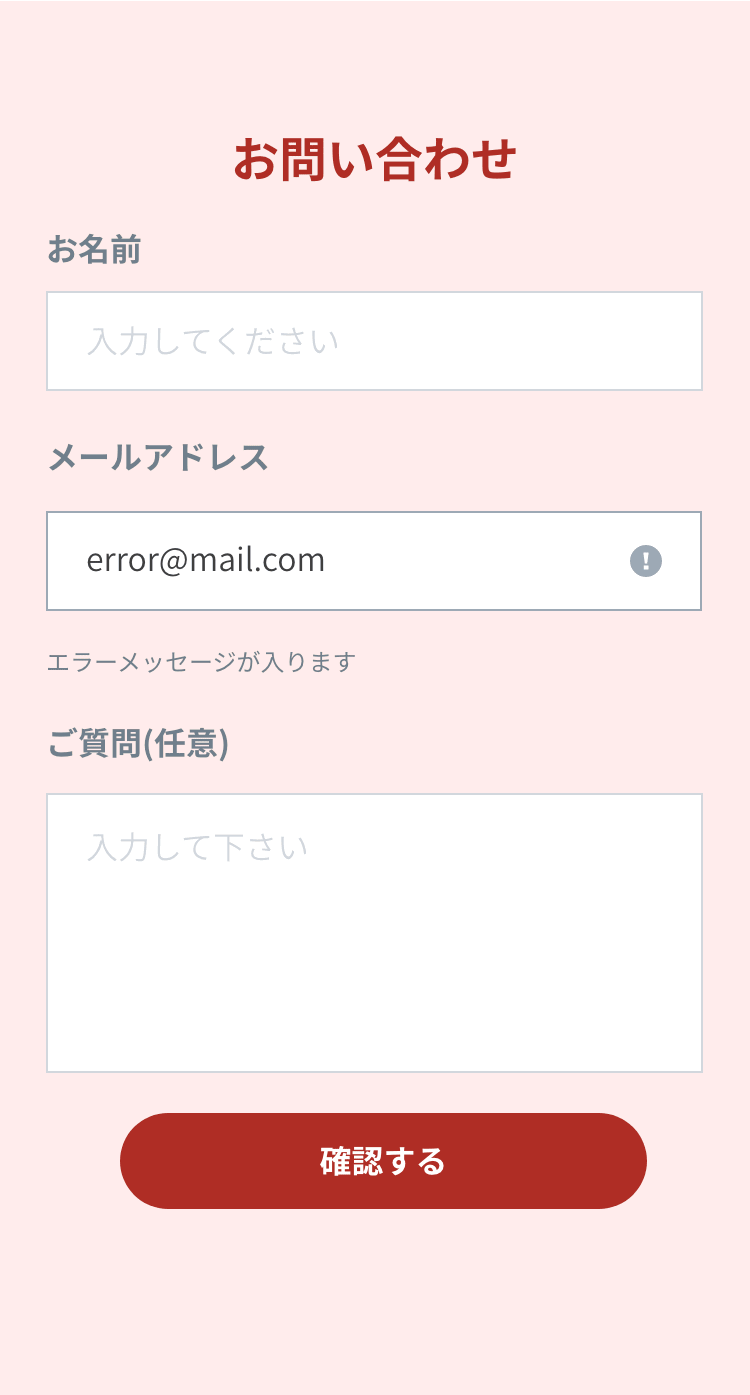 お問い合わせ
お名前
入力してください
メールアドレス
error@mail.com
エラーメッセージが入ります
ご質問(任意)
入力して下さい
確認する